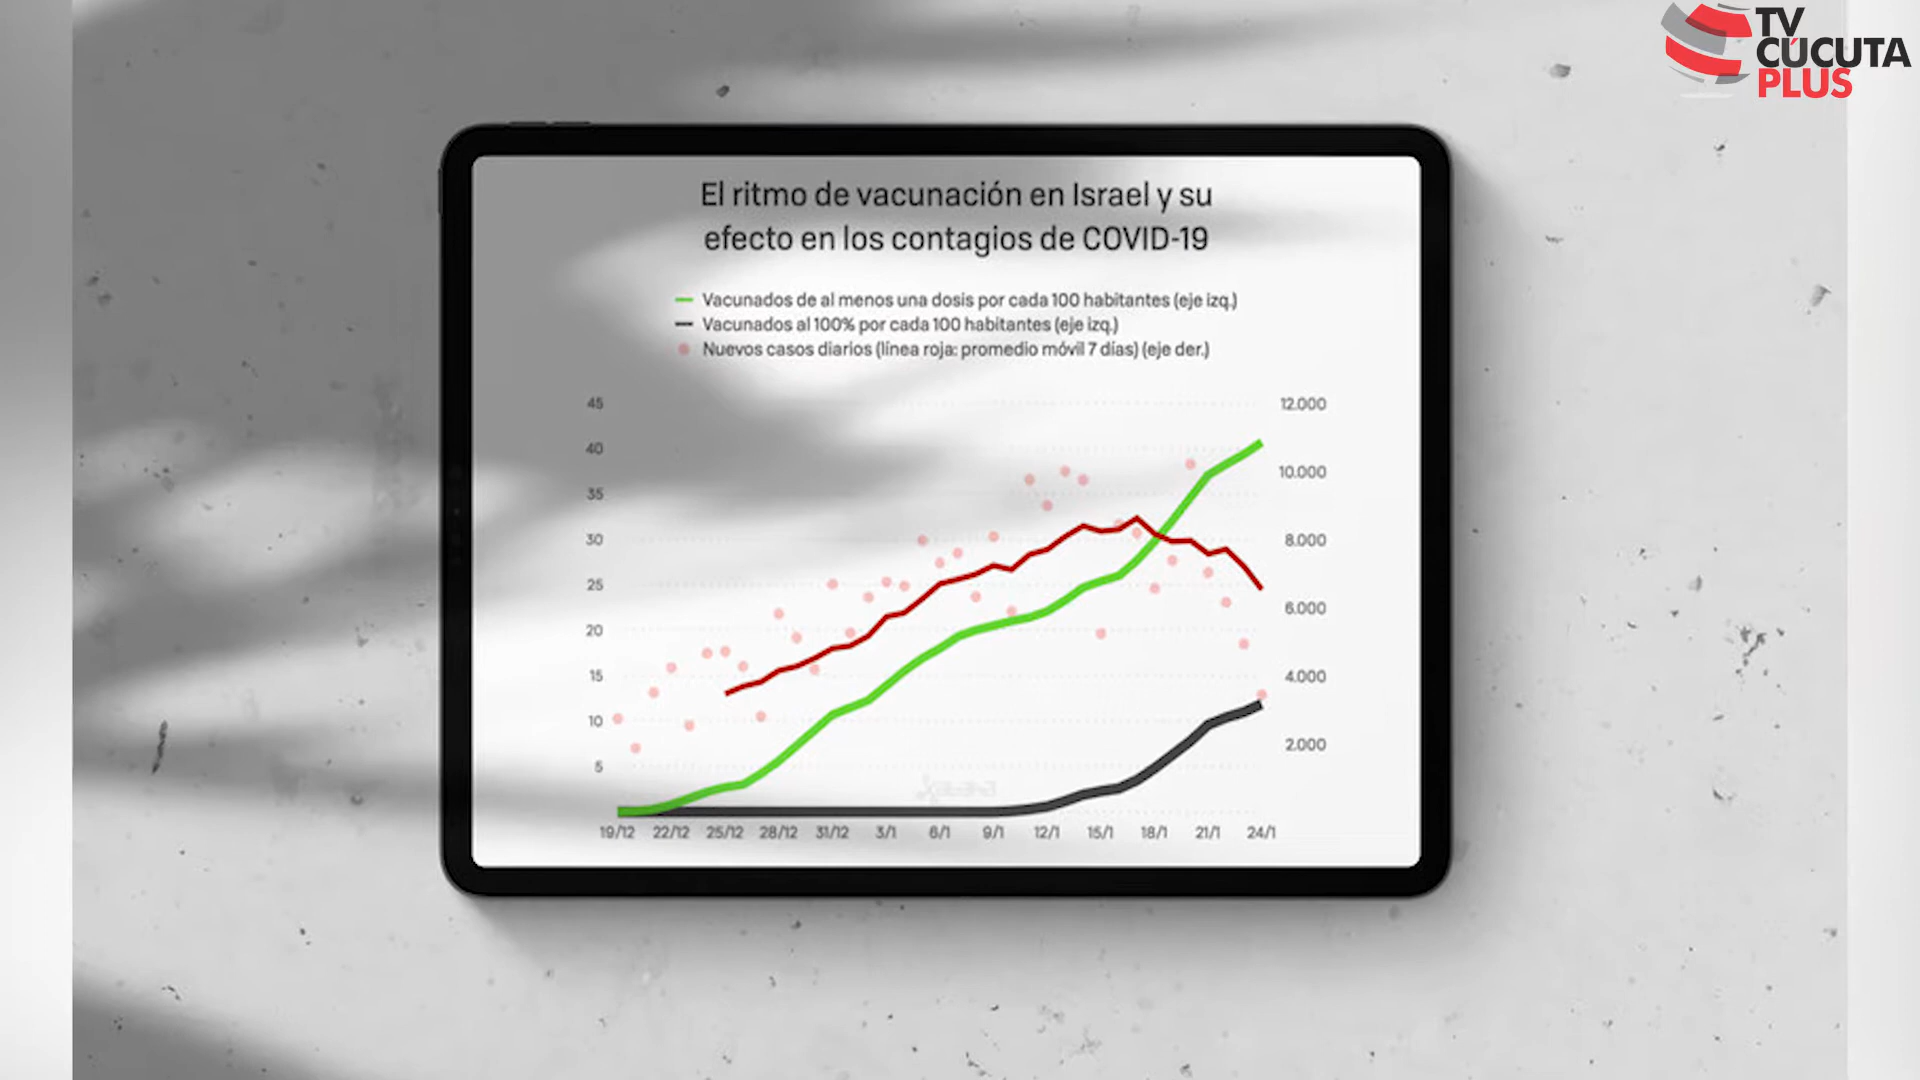 TV
CÚCUTA
PLUS
El ritmo de vacunación en Israel y su
efecto en los contagios de COVID-19
Vacunados de al menos una dosis por cada 100 habitantes (eje izq.)
Vacunados al 100% por cada 100 habitantes (eje izq.)
Nuevos casos diarios (línea roja: promedio móvil 7 días) (eje der.)
45 12.000
40 10.000
35
30 8.000
25 6.000
20
15 4.000
10 2.000
5
19/12 22/12 25/12 28/12 31/12 3/1 6/1 9/1 12/1 15/1 18/1 21/1 24/1